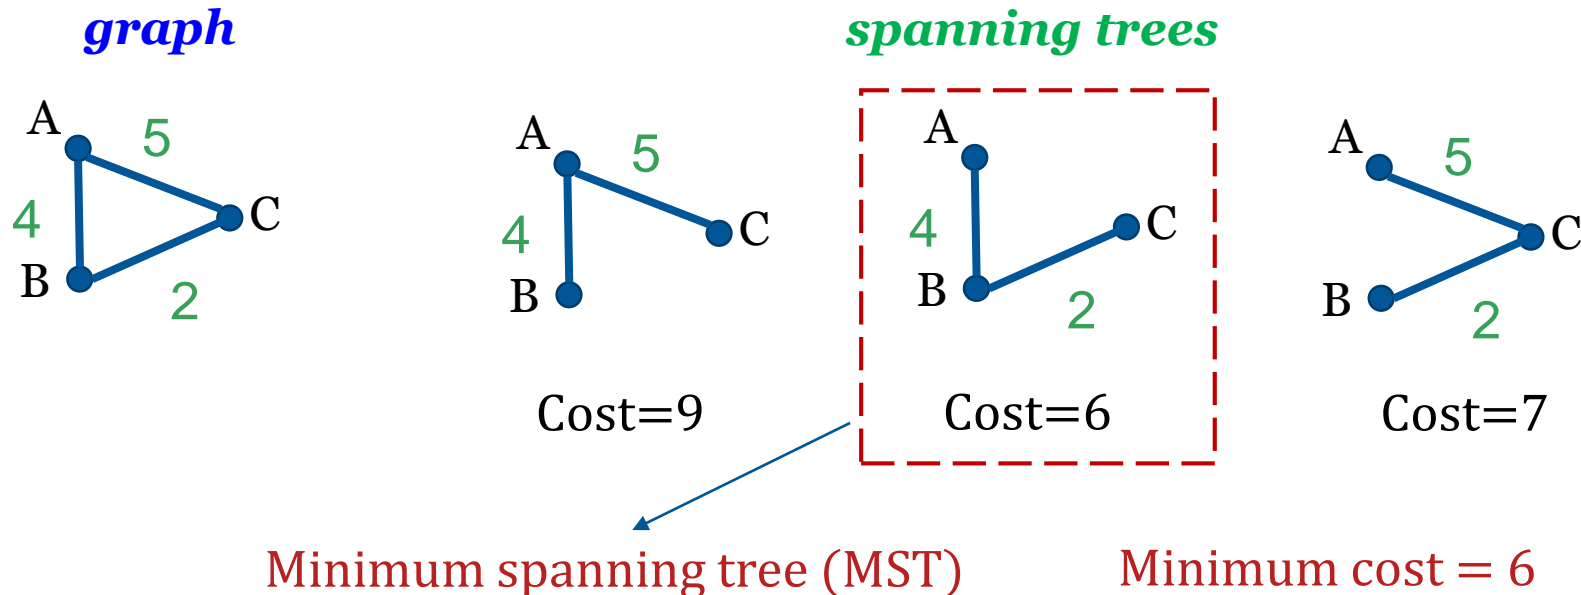 graph
spanning trees
A
5
4
C
B
2
A
5
4
C
B
A
4
C
B
2
A
5
C
B
2
Cost=9
Cost=6
Cost=7
Minimum spanning tree (MST)
Minimum cost = 6